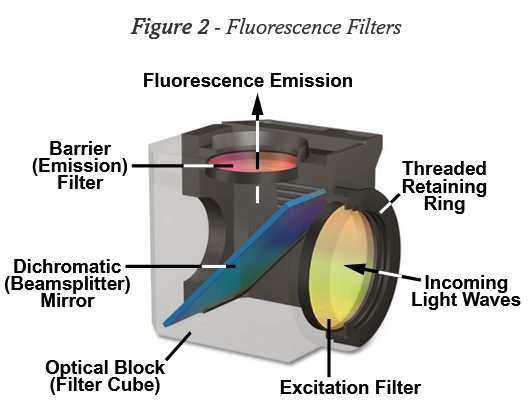 Figure 2 - Fluorescence Filters
Fluorescence Emission
Barrier
(Emission)
Filter
Threaded
Retaining
Ring
Dichromatic
(Beamsplitter)
Mirror
Incoming
Light Waves
Optical Block
(Filter Cube)
Excitation Filter